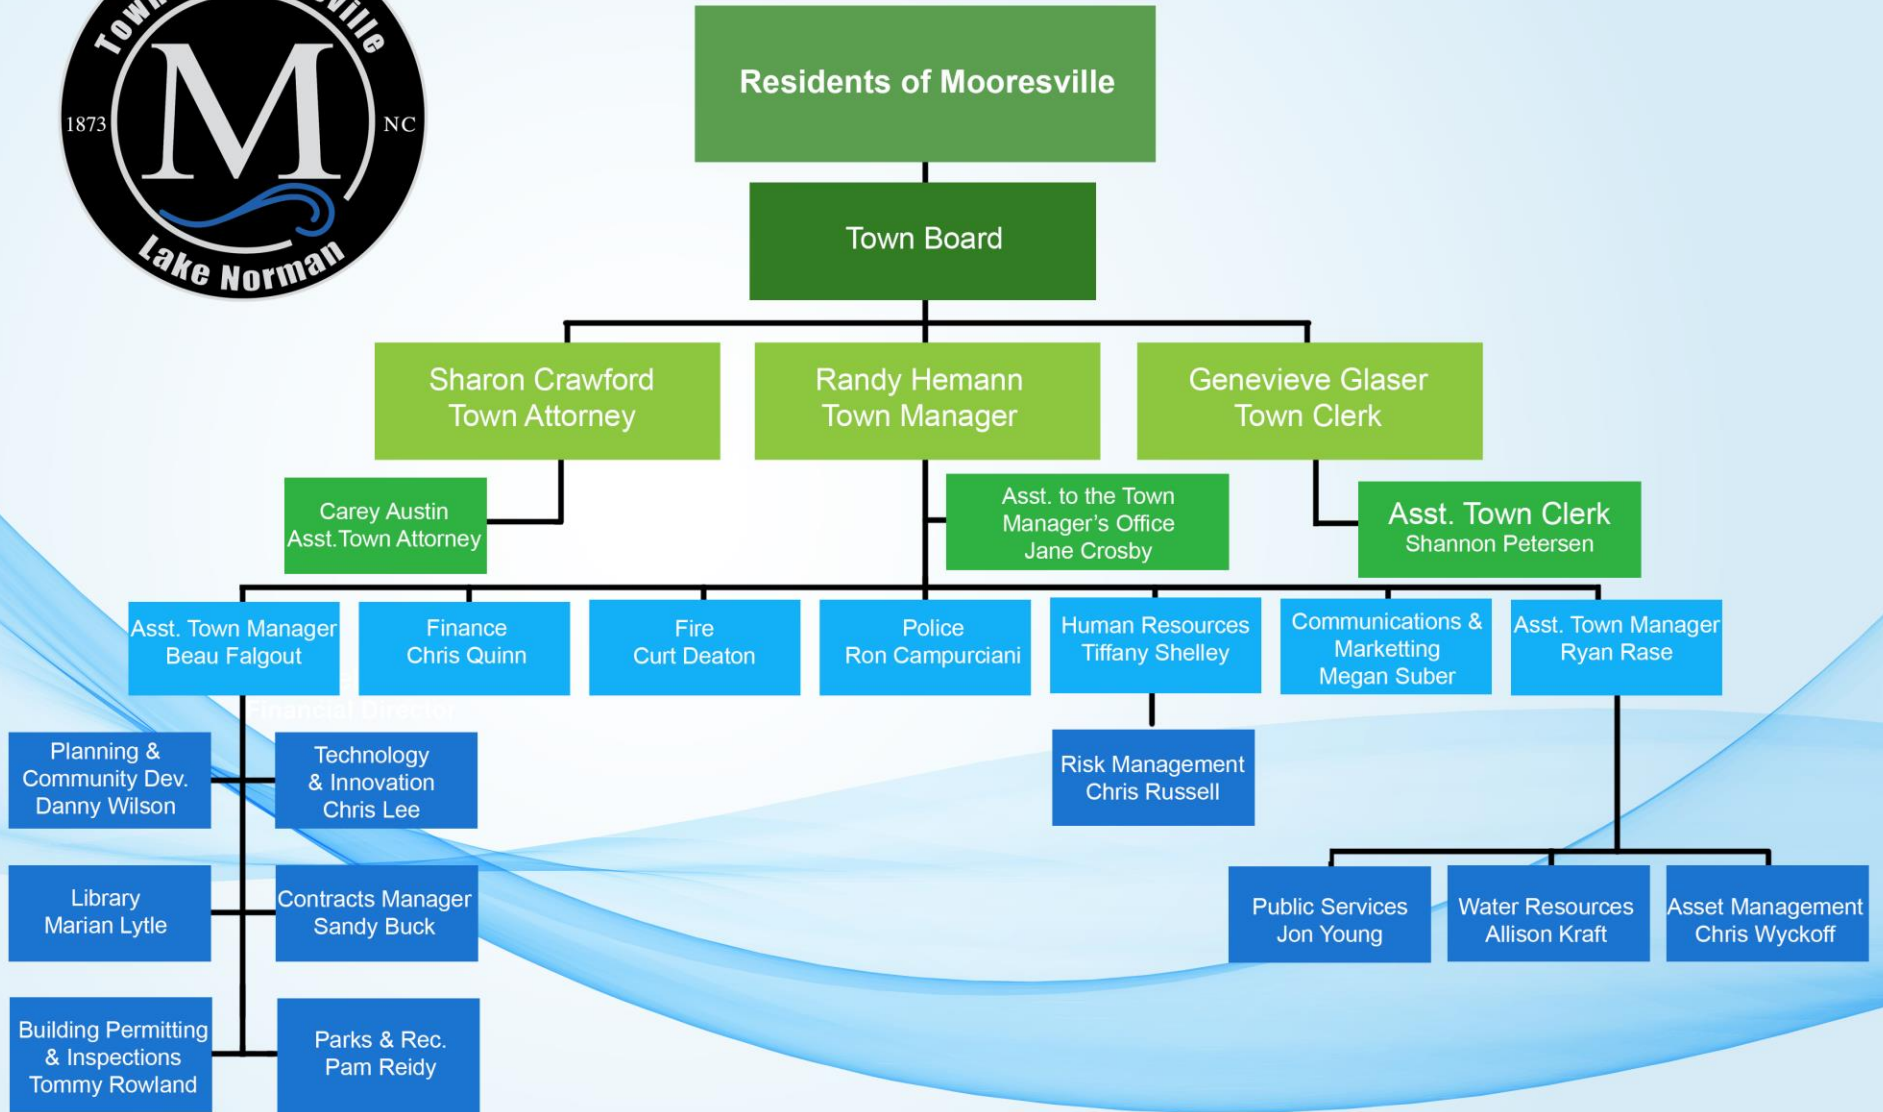 Town
ville
1873
NC
M
Lake Norman
Residents of Mooresville
Town Board
Sharon Crawford
Town Attorney
Randy Hemann
Town Manager
Genevieve Glaser
Town Clerk
Carey Austin
Asst.Town Attorney
Asst. to the Town
Manager’s Office
Jane Crosby
Asst. Town Clerk
Shannon Petersen
Asst. Town Manager
Beau Falgout
Finance
Chris Quinn
Fire
Curt Deaton
Police
Ron Campurciani
Human Resources
Tiffany Shelley
Communications &
Marketting
Megan Suber
Asst. Town Manager
Ryan Rase
Financial Director
Planning &
Community Dev.
Danny Wilson
Technology
& Innovation
Chris Lee
Library
Marian Lytle
Contracts Manager
Sandy Buck
Building Permitting
& Inspections
Tommy Rowland
Parks & Rec.
Pam Reidy
Risk Management
Chris Russell
Public Services
Jon Young
Water Resources
Allison Kraft
Asset Management
Chris Wyckoff